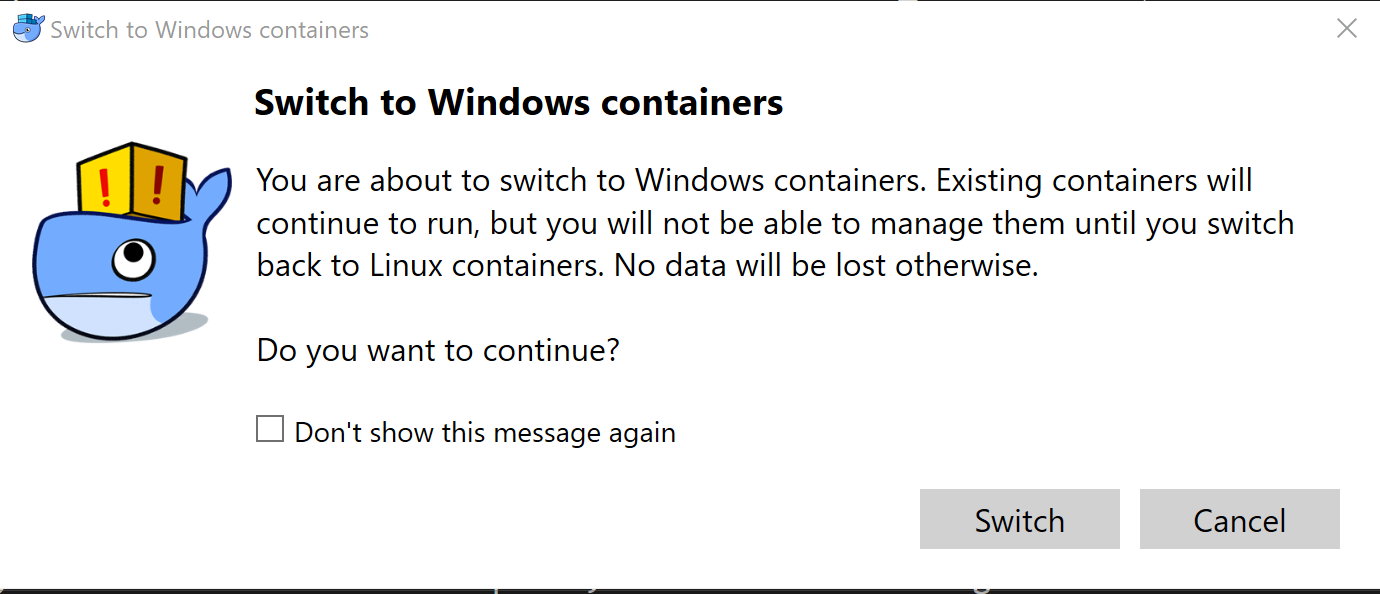 Switch to Windows containers
Switch to Windows containers
You are about to switch to Windows containers. Existing containers will
continue to run, but you will not be able to manage them until you switch
back to Linux containers. No data will be lost otherwise.
Do you want to continue?
Don't show this message again
Switch
Cancel